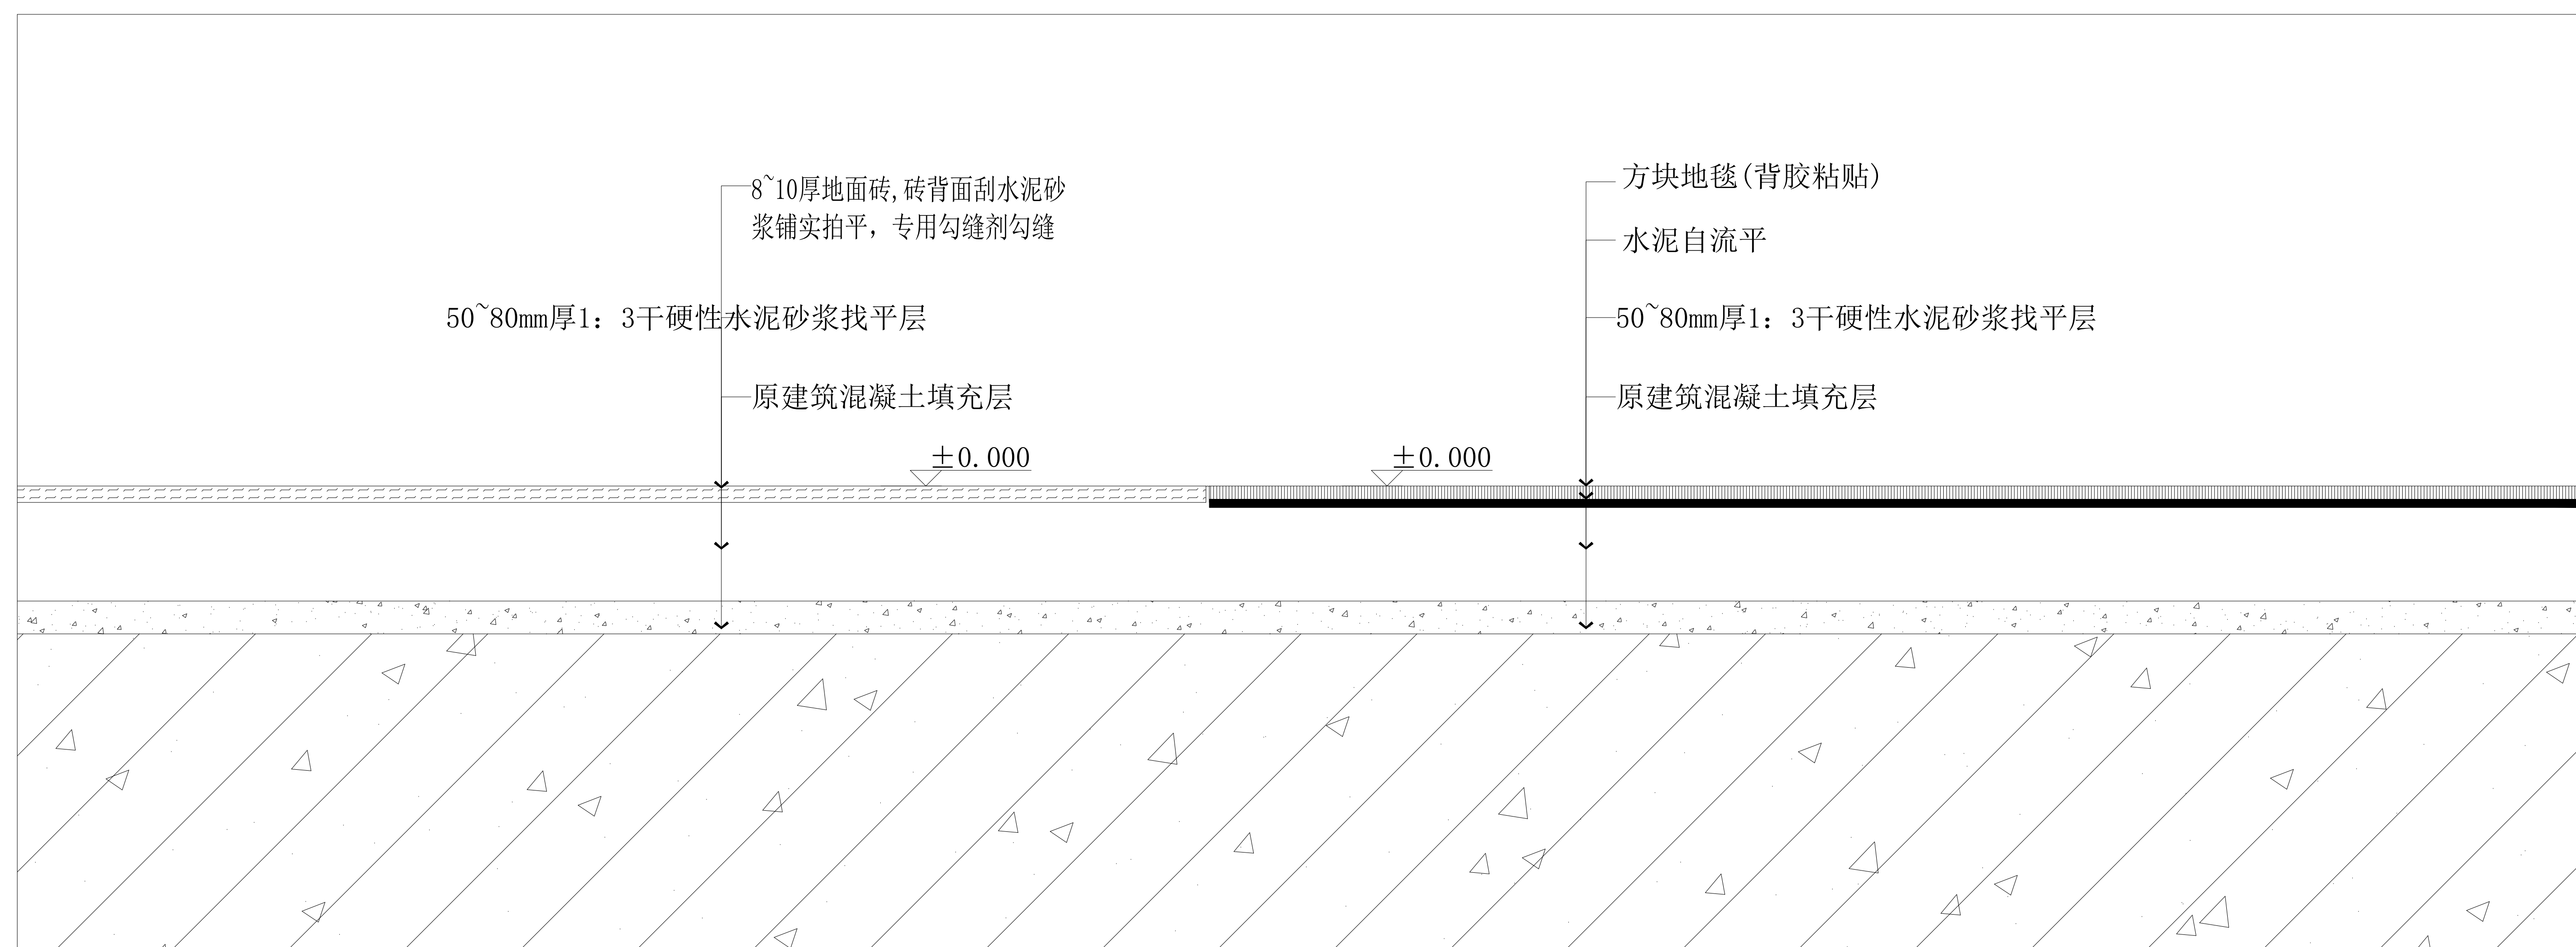 8~10厚地面砖,砖背面刮水泥砂
浆铺实拍平，专用勾缝剂勾缝
50~80mm厚1：3干硬性水泥砂浆找平层
原建筑混凝土填充层
±0.000
方块地毯(背胶粘贴)
水泥自流平
50~80mm厚1：3干硬性水泥砂浆找平层
原建筑混凝土填充层
±0.000